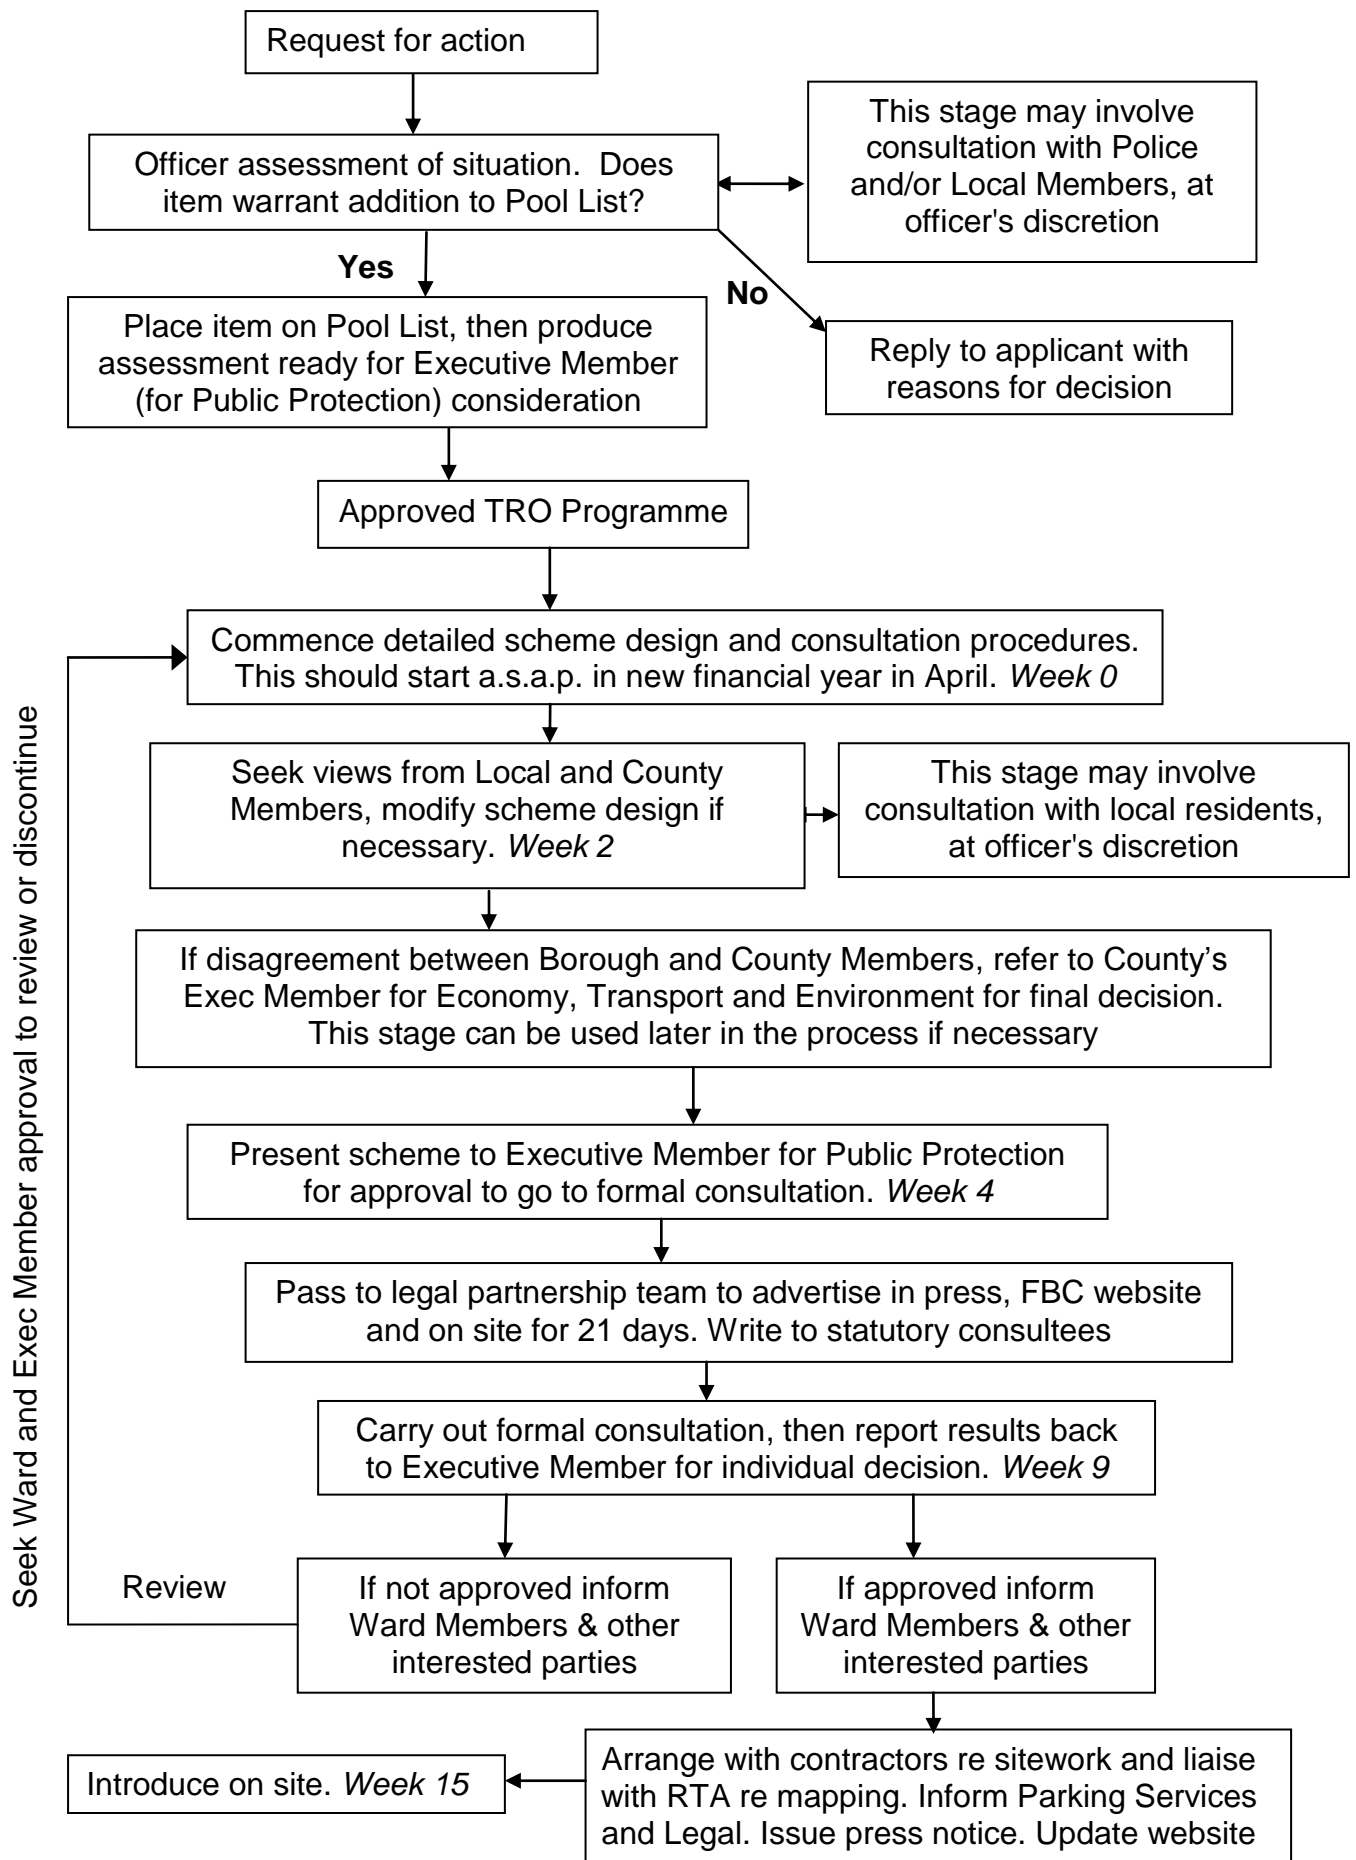 Request for action
Officer assessment of situation.  Does
item warrant addition to Pool List?
This stage may involve
consultation with Police
and/or Local Members, at
officer's discretion
Yes
No
Place item on Pool List, then produce
assessment ready for Executive Member
(for Public Protection) consideration
Reply to applicant with
reasons for decision
Approved TRO Programme
Commence detailed scheme design and consultation procedures.
This should start a.s.a.p. in new financial year in April. Week 0
Seek views from Local and County
Members, modify scheme design if
necessary. Week 2
This stage may involve
consultation with local residents,
at officer's discretion
If disagreement between Borough and County Members, refer to County’s
Exec Member for Economy, Transport and Environment for final decision.
This stage can be used later in the process if necessary
Present scheme to Executive Member for Public Protection
for approval to go to formal consultation. Week 4
Pass to legal partnership team to advertise in press, FBC website
and on site for 21 days. Write to statutory consultees
Carry out formal consultation, then report results back
to Executive Member for individual decision. Week 9
Seek Ward and Exec Member approval to review or discontinue
Review
If not approved inform
Ward Members & other
interested parties
If approved inform
Ward Members & other
interested parties
Arrange with contractors re sitework and liaise
with RTA re mapping. Inform Parking Services
and Legal. Issue press notice. Update website
Introduce on site. Week 15